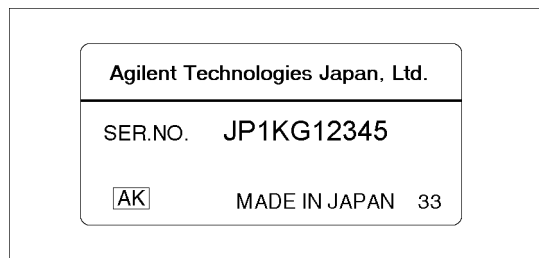 Agilent Technologies Japan, Ltd.
SER.NO. JP1KG12345
AK MADE IN JAPAN 33